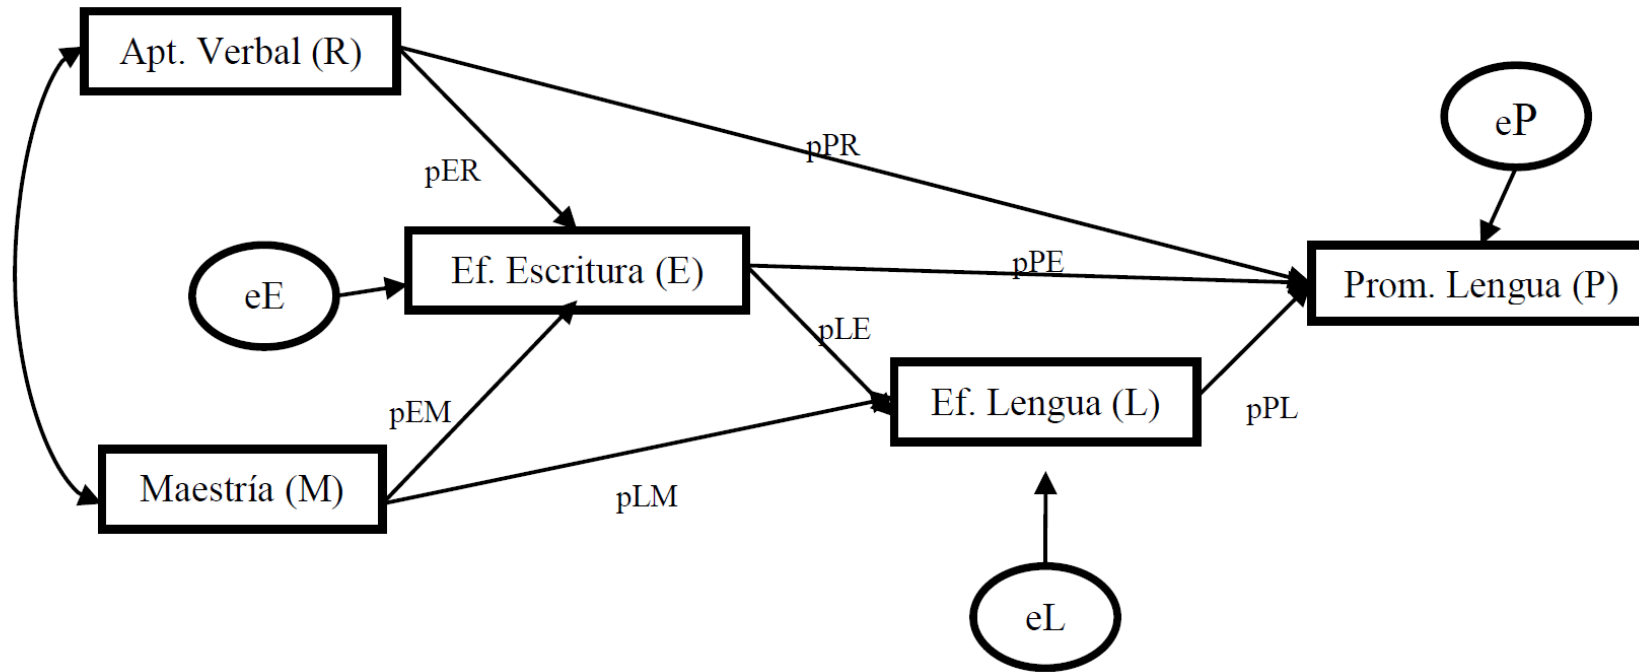 Apt. Verbal (R)
eP
pPR
pER
Ef. Escritura (E)
pPE
Prom. Lengua (P)
eE
pLE
Ef. Lengua (L)
pEM
pPL
Maestría (M)
pLM
eL